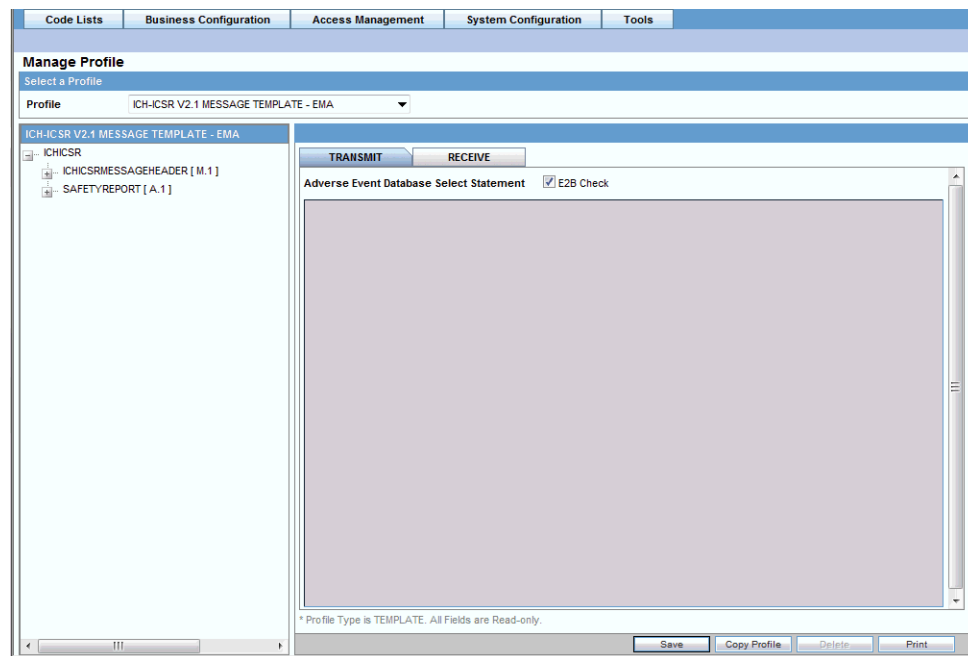 Code Lists Business Configuration Access Management System Configuration Tools
Manage Profile
Select a Profile
Profile ICH-ICSR V2.1 MESSAGE TEMPLATE - EMA
ICH-ICSR V2.1 MESSAGE TEMPLATE - EMA
ICHICSR
ICHICSRMESSAGEHEADER [ M.1 ]
SAFETYREPORT [ A.1 ]
TRANSMIT RECEIVE
Adverse Event Database Select Statement E2B Check
* Profile Type is TEMPLATE. All Fields are Read-only.
Save Copy Profile Delete Print